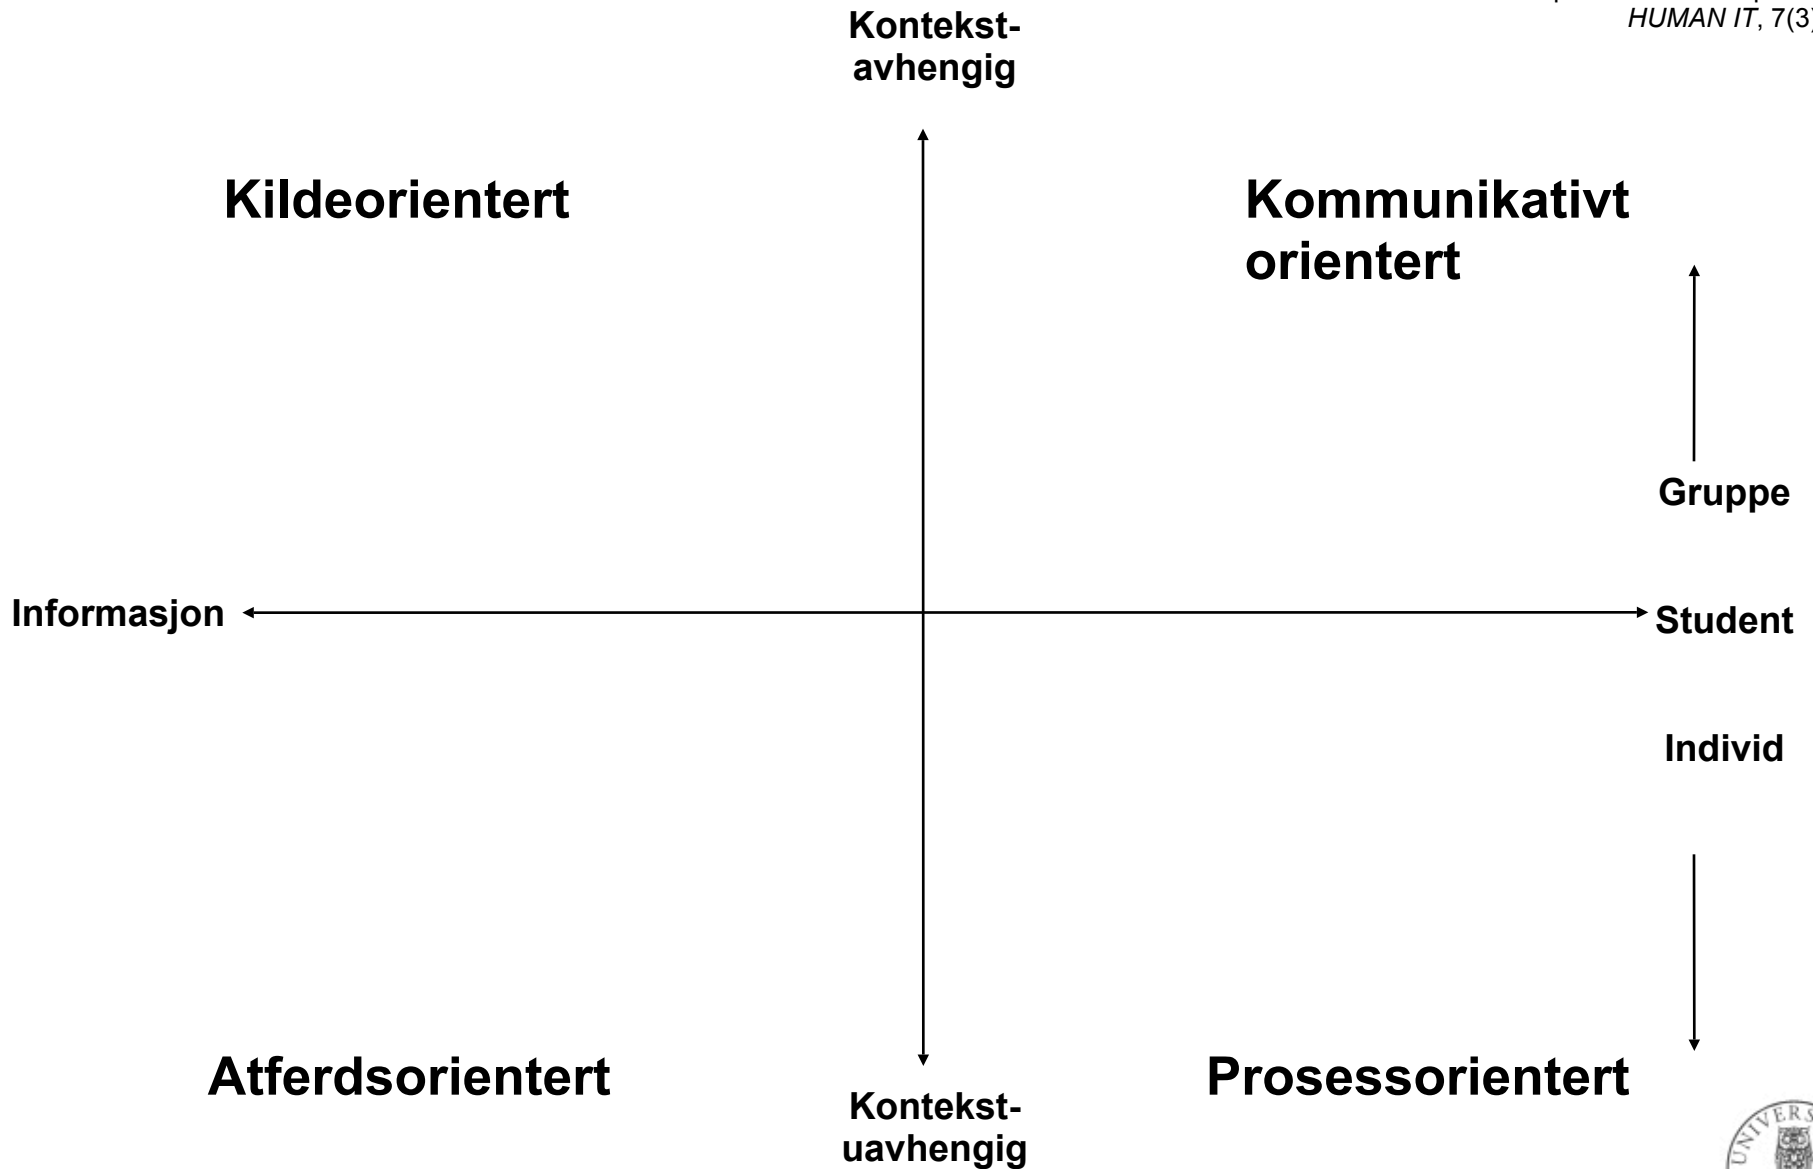 HUMAN IT, 7(3)
Kontekst-
avhengig
Kildeorientert
Kommunikativt
orientert
Gruppe
Informasjon
Student
Individ
Atferdsorientert
Prosessorientert
Kontekst-
uavhengig